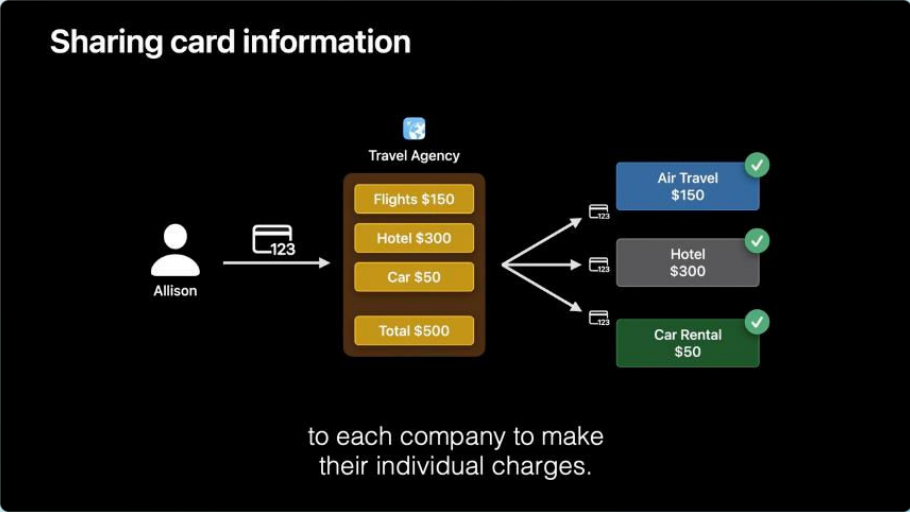 Sharing card information
Travel Agency
Flights $150
Hotel $300
Car $50
Total $500
123
Allison
Air Travel
$150
123
Hotel
$300
123
Car Rental
$50
123
to each company to make
their individual charges.